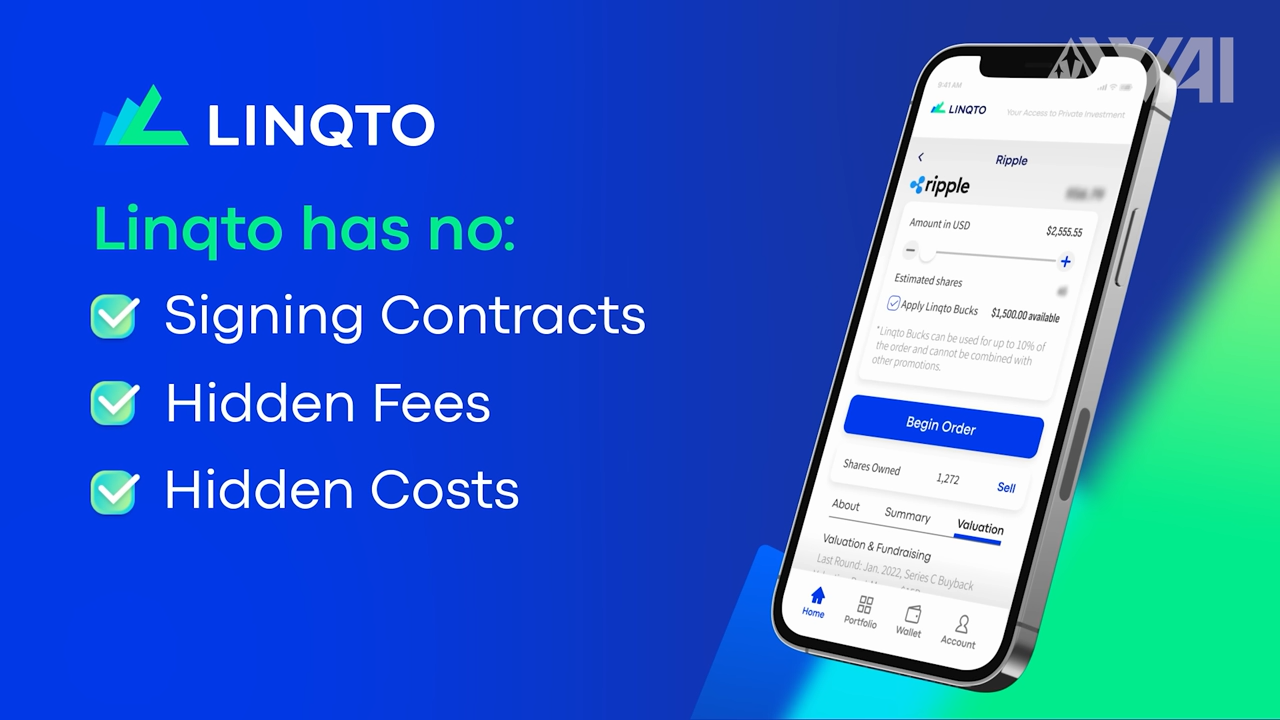 LINQTO
Linqto has no:
Signing Contracts
Hidden Fees
Hidden Costs
9:41 AM
LINQTO
Your Access to Private Investment
Ripple
ripple
Amount in USD
$2,555.55
Estimated shares
Apply Linqto Bucks
$1,500.00 available
*Linqto Bucks can be used for up to 10% of
the order and cannot be combined with
other promotions.
Begin Order
Shares Owned
1,272
Sell
About
Summary
Valuation
Valuation & Fundraising
Last Round: Jan. 2022, Series C Buyback
Home
Portfolio
Wallet
Account